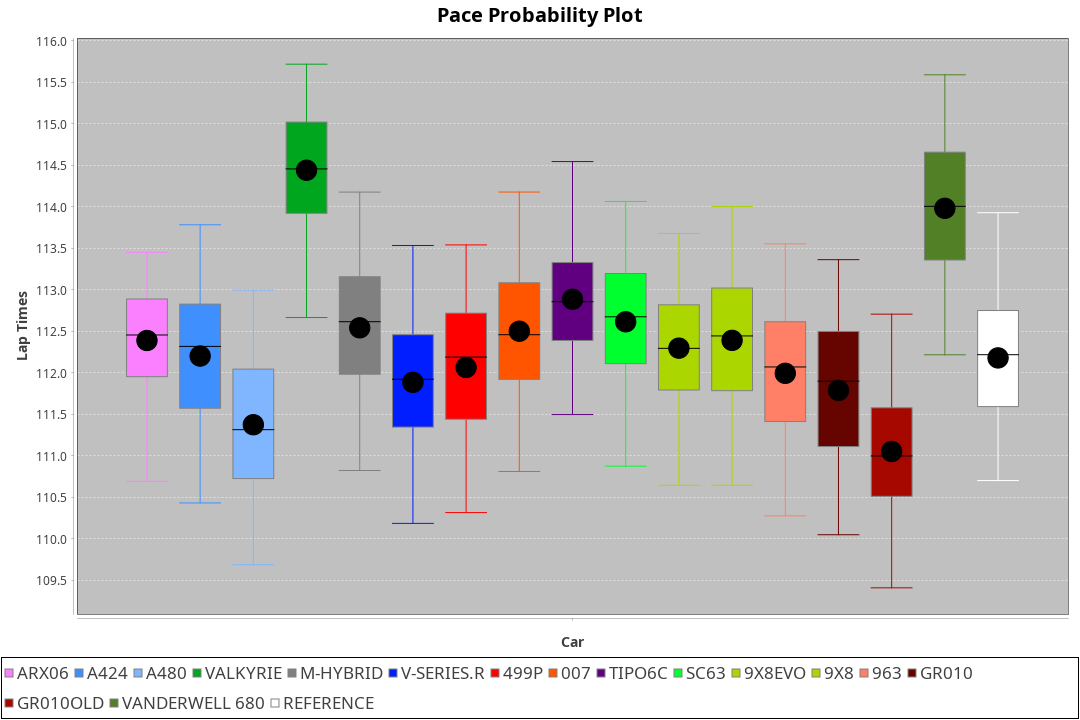 Pace Probability Plot
116.0
115.5
115.0
114.5
114.0
113.5
113.0
112.5
112.0
111.5
111.0
110.5
110.0
109.5
Lap Times
Car
ARX06 A424 A480 VALKYRIE M-HYBRID V-SERIES.R 499P 007 TIPO6C SC63 9X8EVO 9X8 963 GR010
GR010OLD VANDERWELL 680 REFERENCE